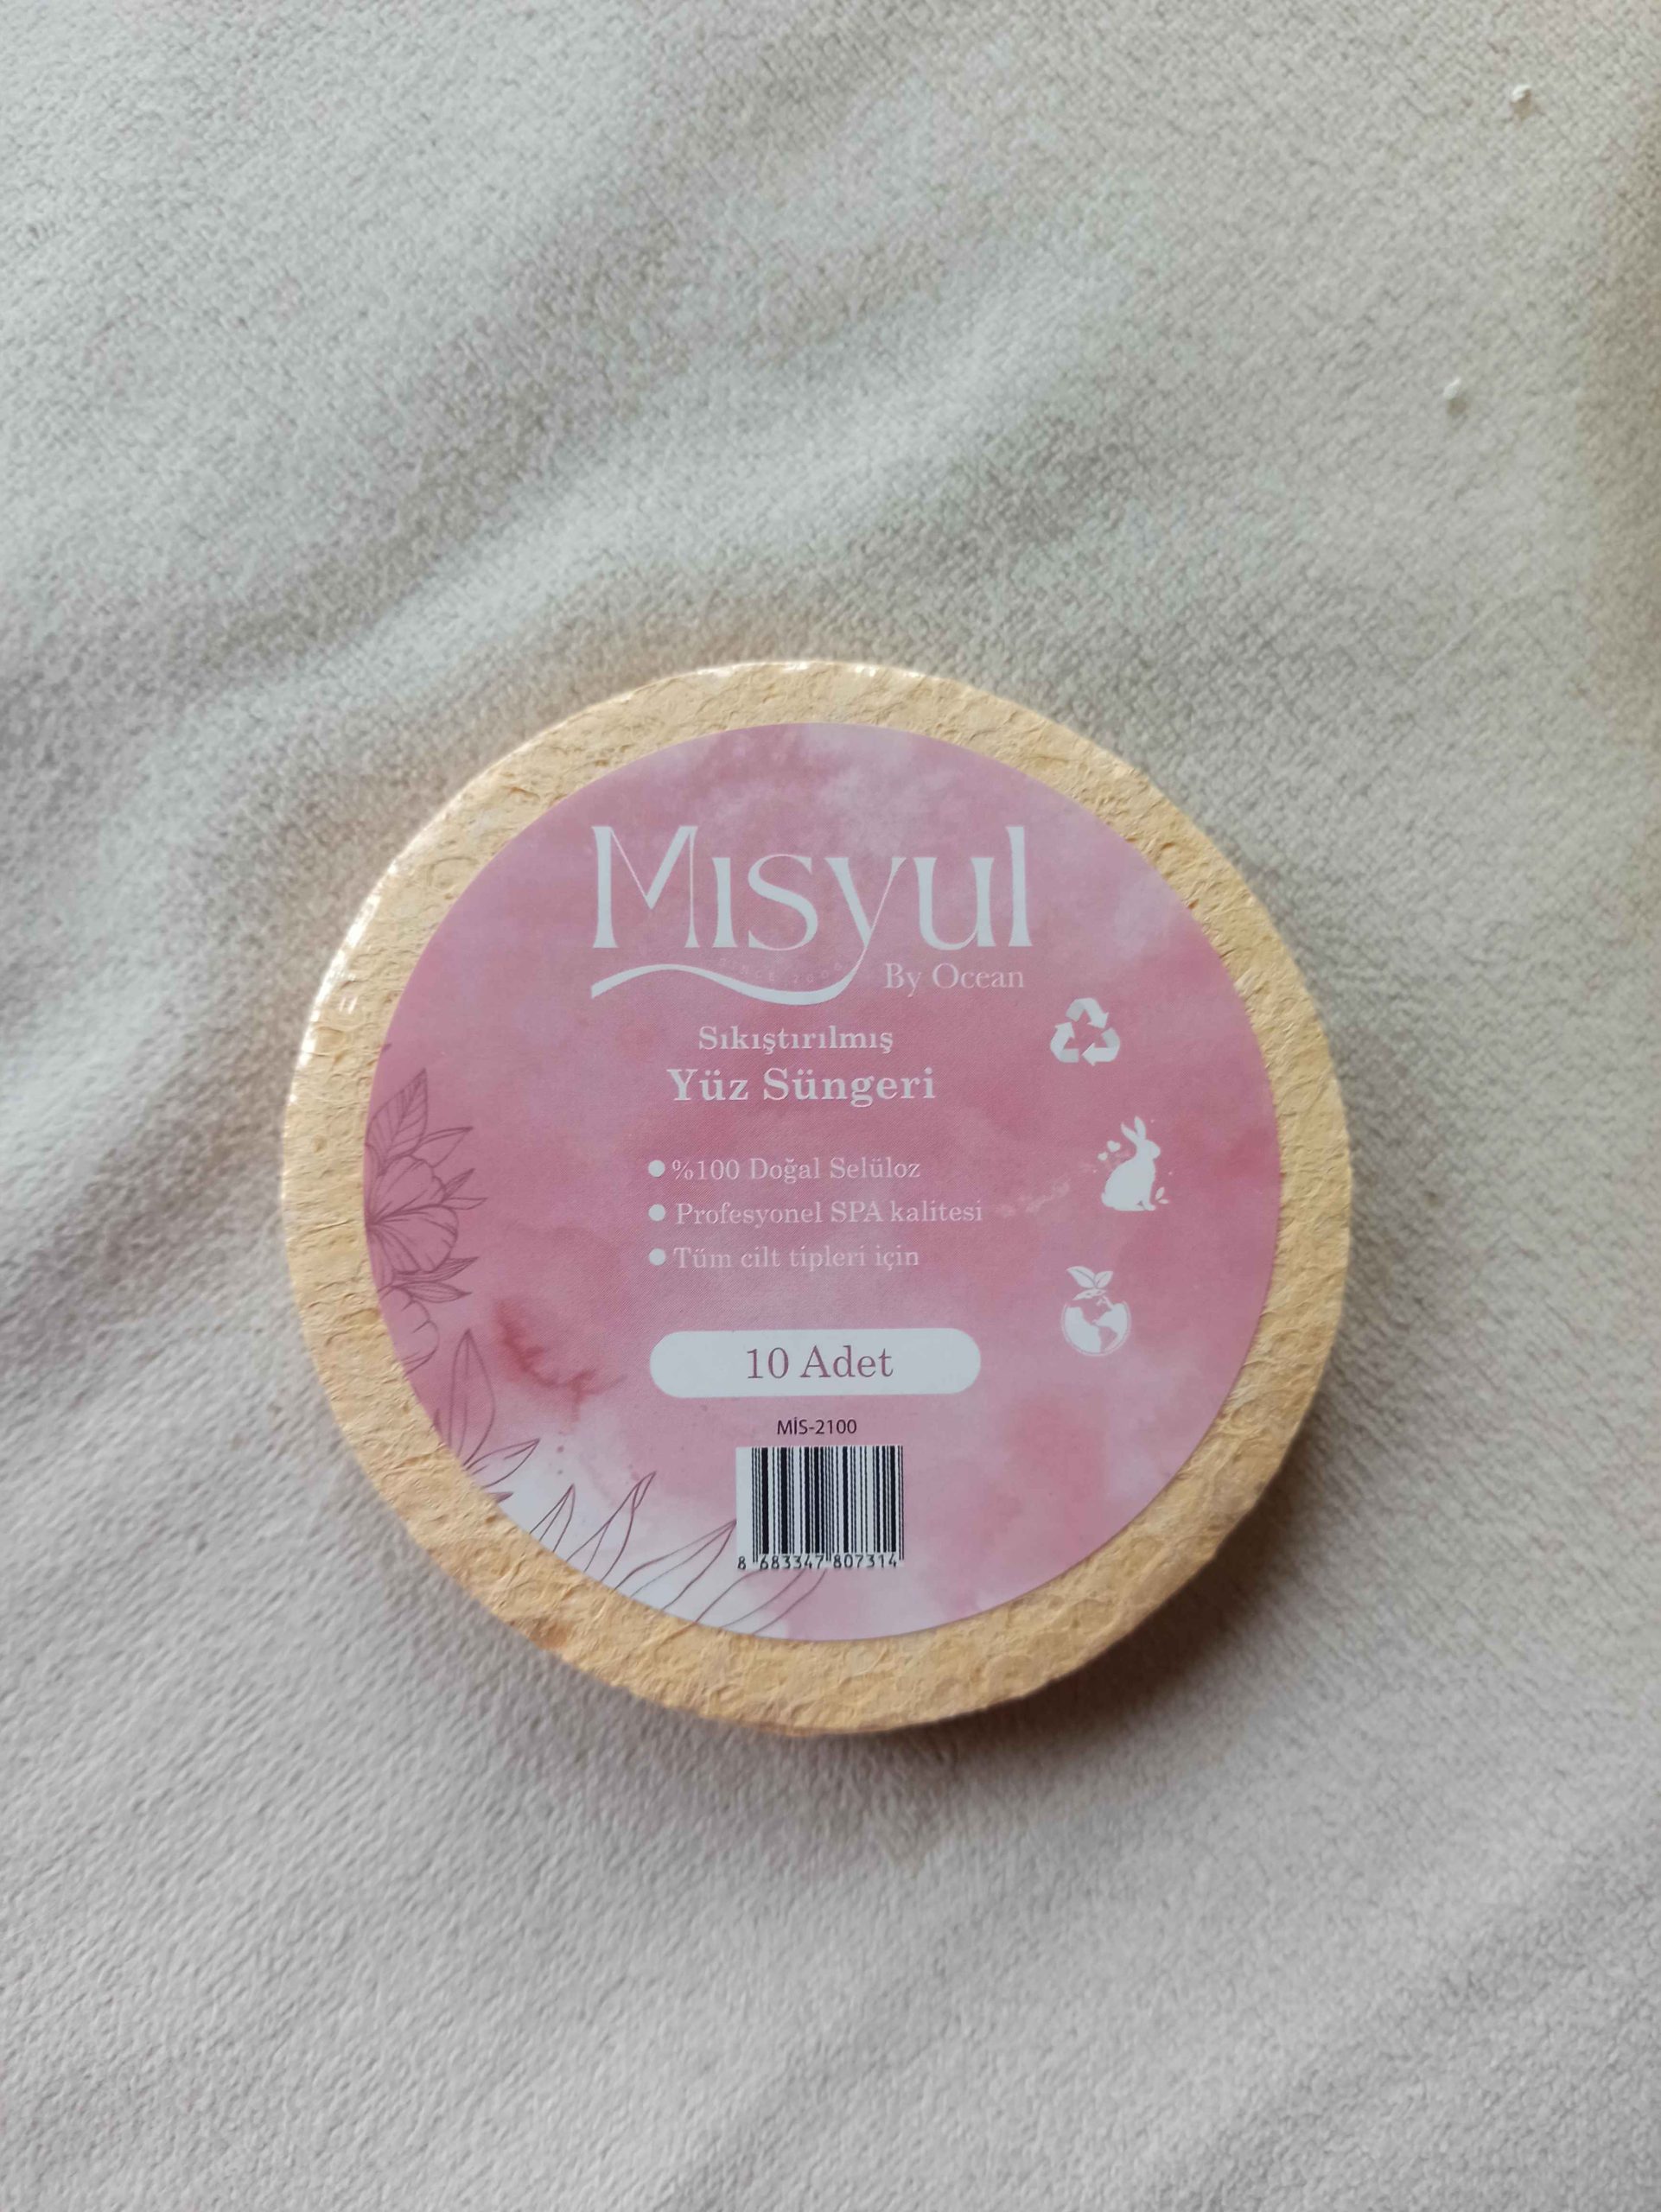 Mısyul
By Ocean
Sıkıştırılmış
Yüz Süngeri
%100 Doğal Selüloz
Profesyonel SPA kalitesi
Tüm cilt tipleri için
10 Adet
MİS-2100
8 683347 807314